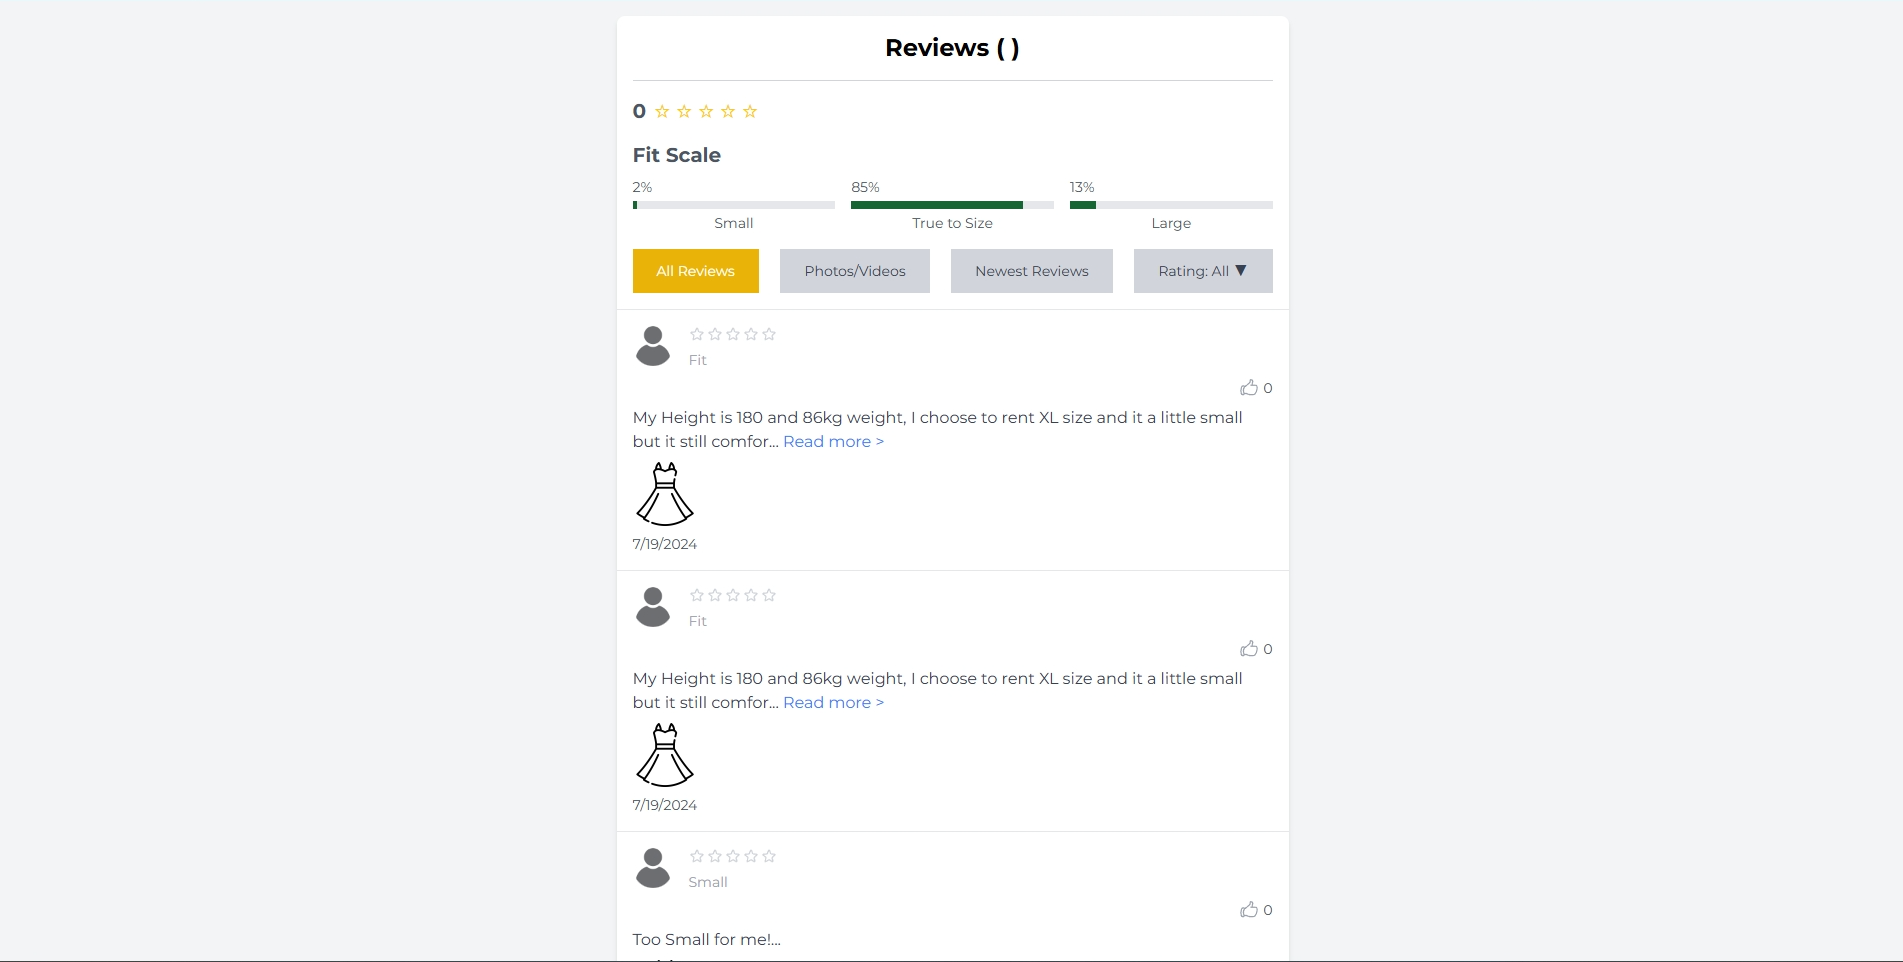 Reviews ( )
0
Fit Scale
2%
85%
13%
Small
True to Size
Large
All Reviews
Photos/Videos
Newest Reviews
Rating: All ▼
Fit
0
My Height is 180 and 86kg weight, I choose to rent XL size and it a little small
but it still comfor... Read more >
7/19/2024
Fit
0
My Height is 180 and 86kg weight, I choose to rent XL size and it a little small
but it still comfor... Read more >
7/19/2024
Small
0
Too Small for me!...